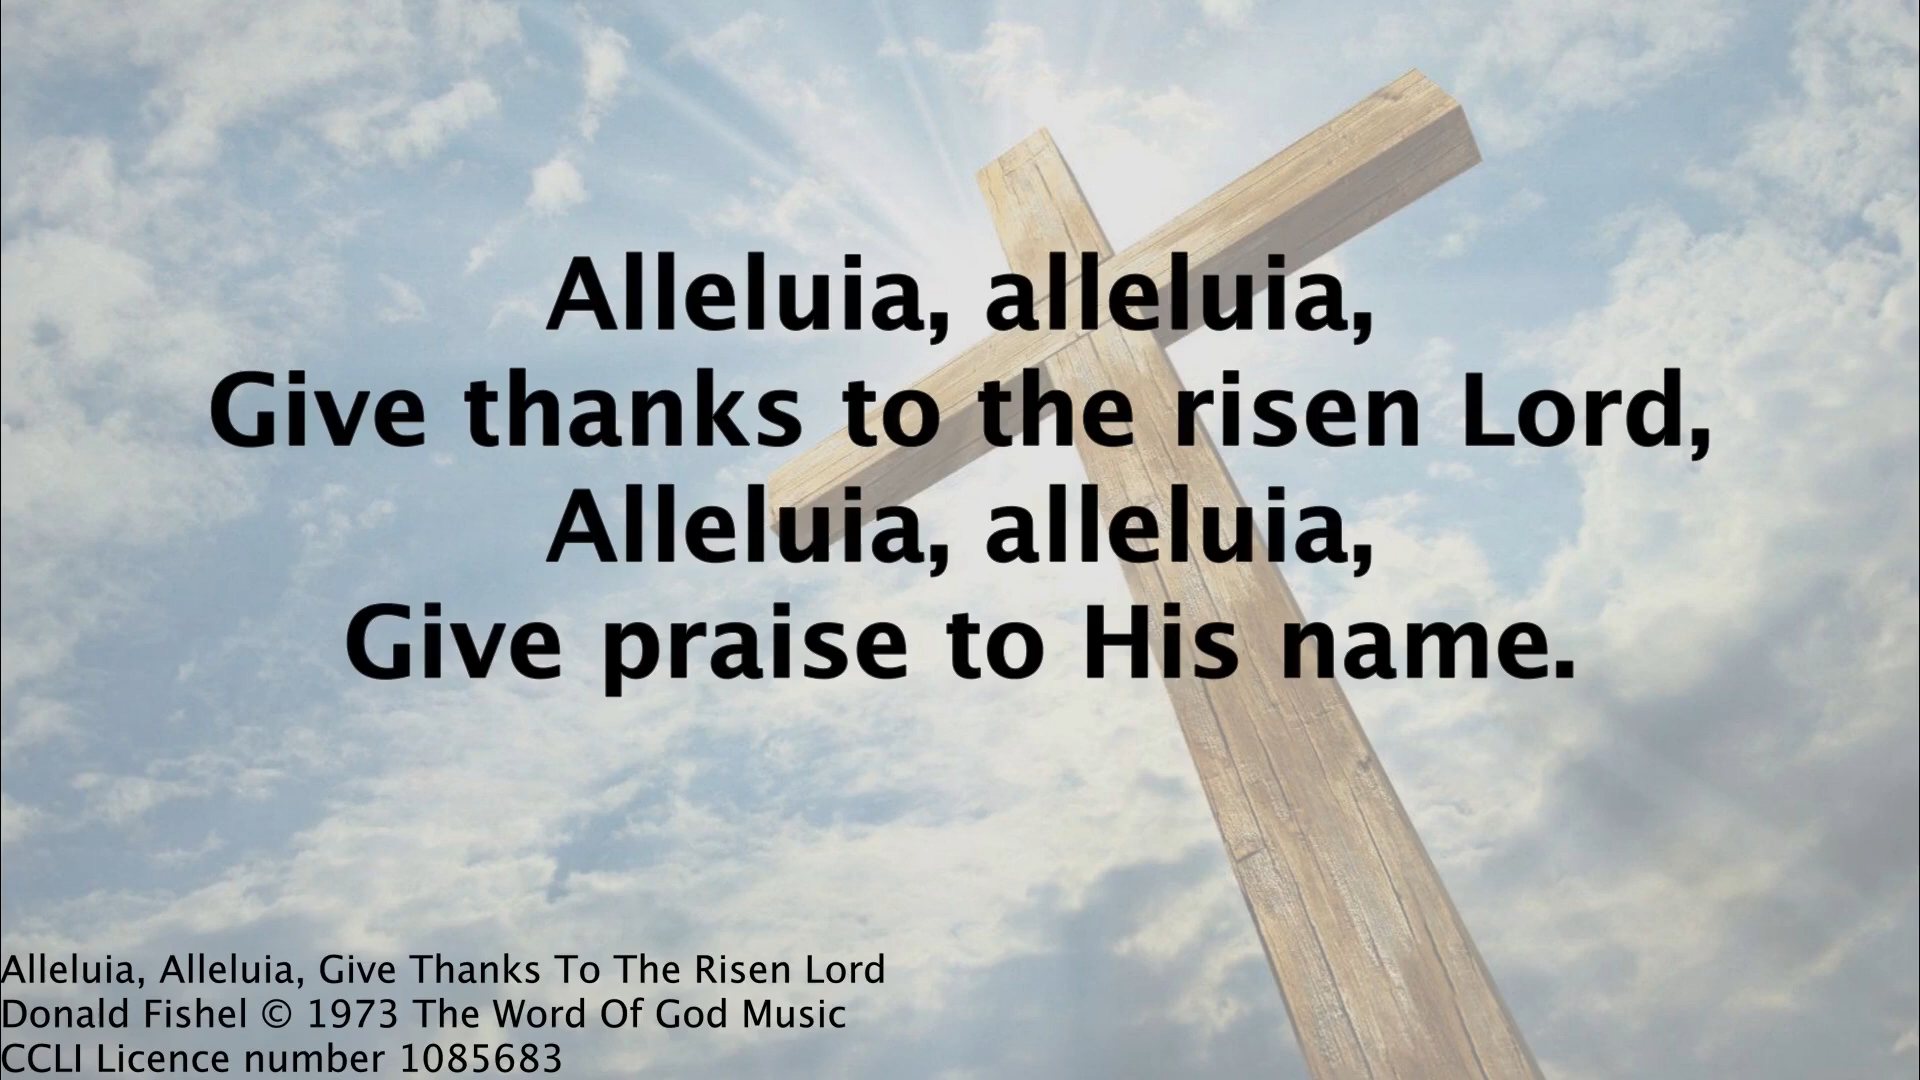 Alleluia, alleluia,
Give thanks to the risen Lord,
Alleluia, alleluia,
Give praise to His name.
Alleluia, Alleluia, Give Thanks To The Risen Lord
Donald Fishel © 1973 The Word Of God Music
CCLI Licence number 1085683